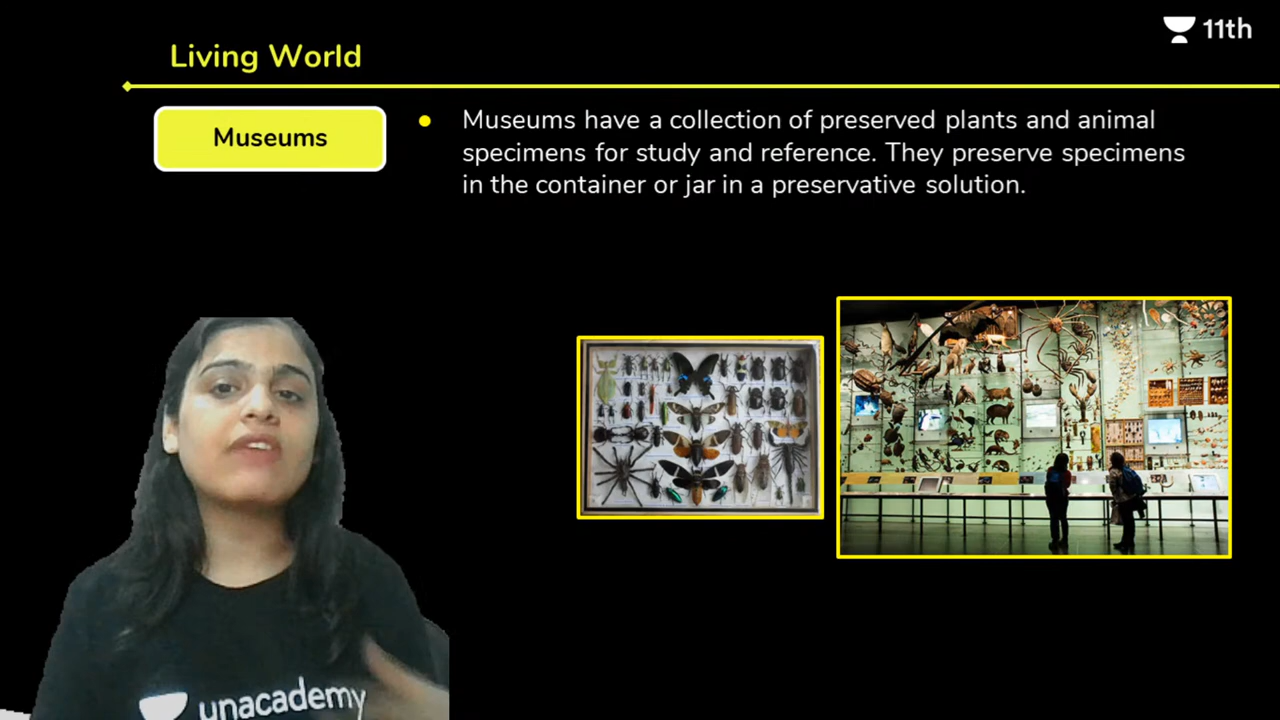 11th
Living World
Museums
Museums have a collection of preserved plants and animal
specimens for study and reference. They preserve specimens
in the container or jar in a preservative solution.
unacademy